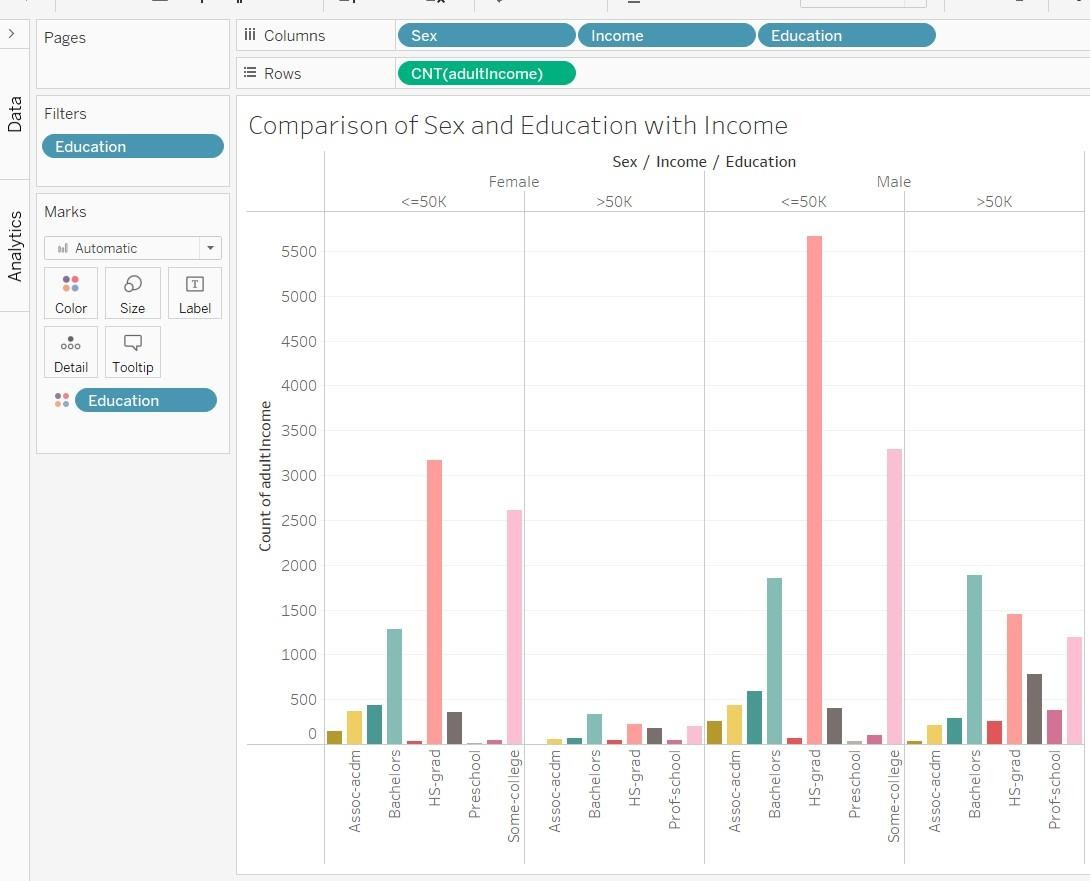 Pages
Columns
Sex
Income
Education
Rows
CNT(adultIncome)
Data
Analytics
Filters
Education
Marks
Automatic
Color
Size
Label
Detail
Tooltip
Education
Comparison of Sex and Education with Income
Sex / Income / Education
Female
Male
<=50K
>50K
<=50K
>50K
Count of adultIncome
5500
5000
4500
4000
3500
3000
2500
2000
1500
1000
500
0
Assoc-acdm
Bachelors
HS-grad
Preschool
Some-college
Assoc-acdm
Bachelors
HS-grad
Prof-school
Assoc-acdm
Bachelors
HS-grad
Preschool
Some-college
Assoc-acdm
Bachelors
HS-grad
Prof-school